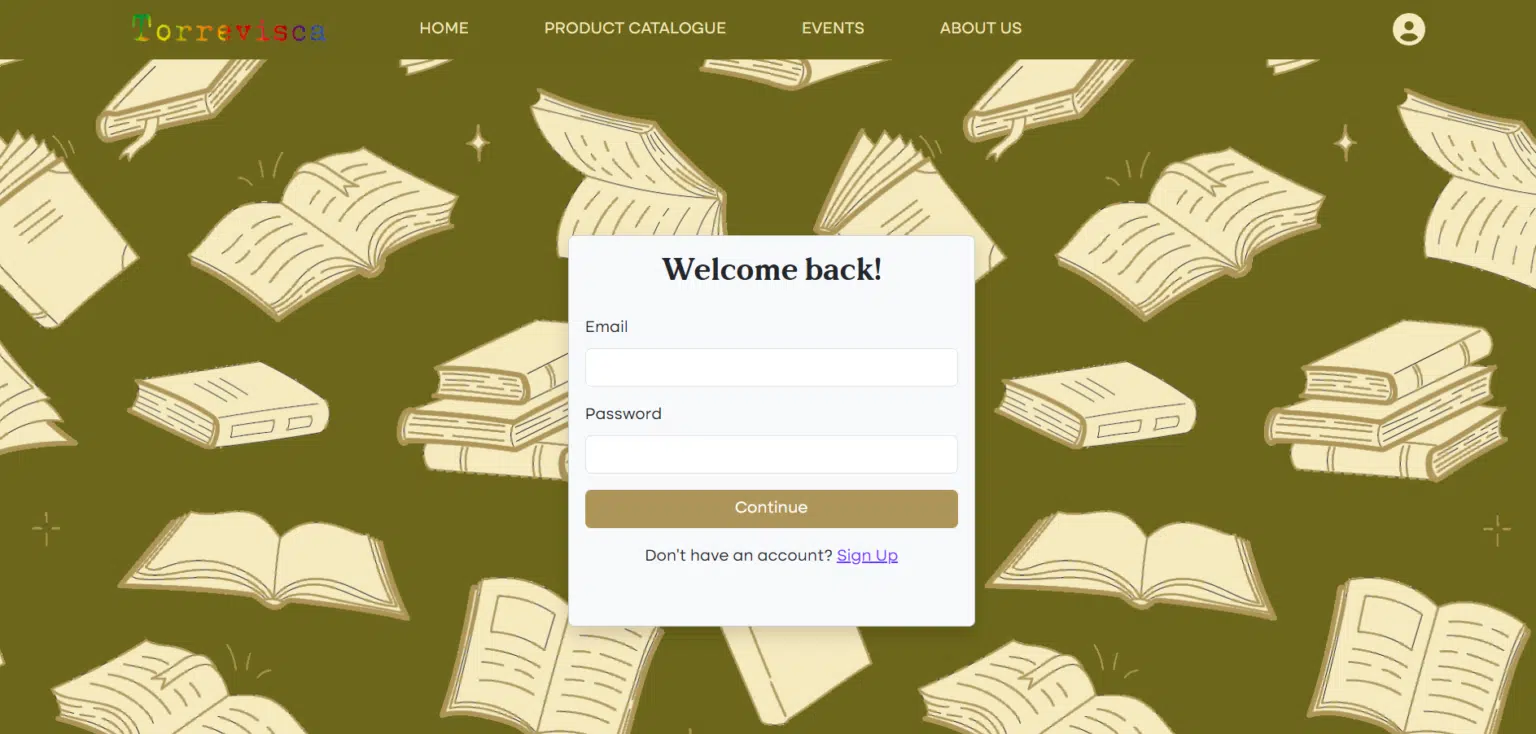 Torrevisca
HOME
PRODUCT CATALOGUE
EVENTS
ABOUT US
Welcome back!
Email
Password
Continue
Don't have an account? Sign Up